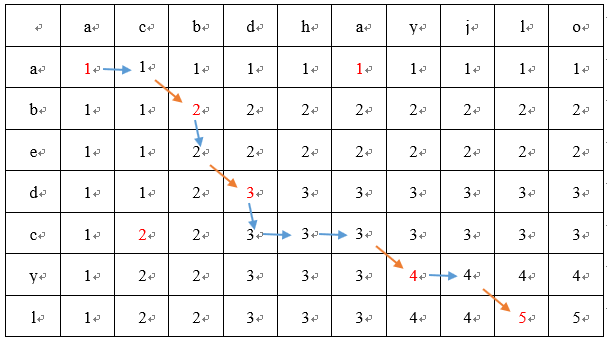 a c b d h a y j l o
a 1 1 1 1 1 1 1 1 1 1
b 1 1 2 2 2 2 2 2 2 2
e 1 1 2 2 2 2 2 2 2 2
d 1 1 2 3 3 3 3 3 3 3
c 1 2 2 3 3 3 3 3 3 3
y 1 2 2 3 3 3 4 4 4 4
l 1 2 2 3 3 3 4 4 5 5